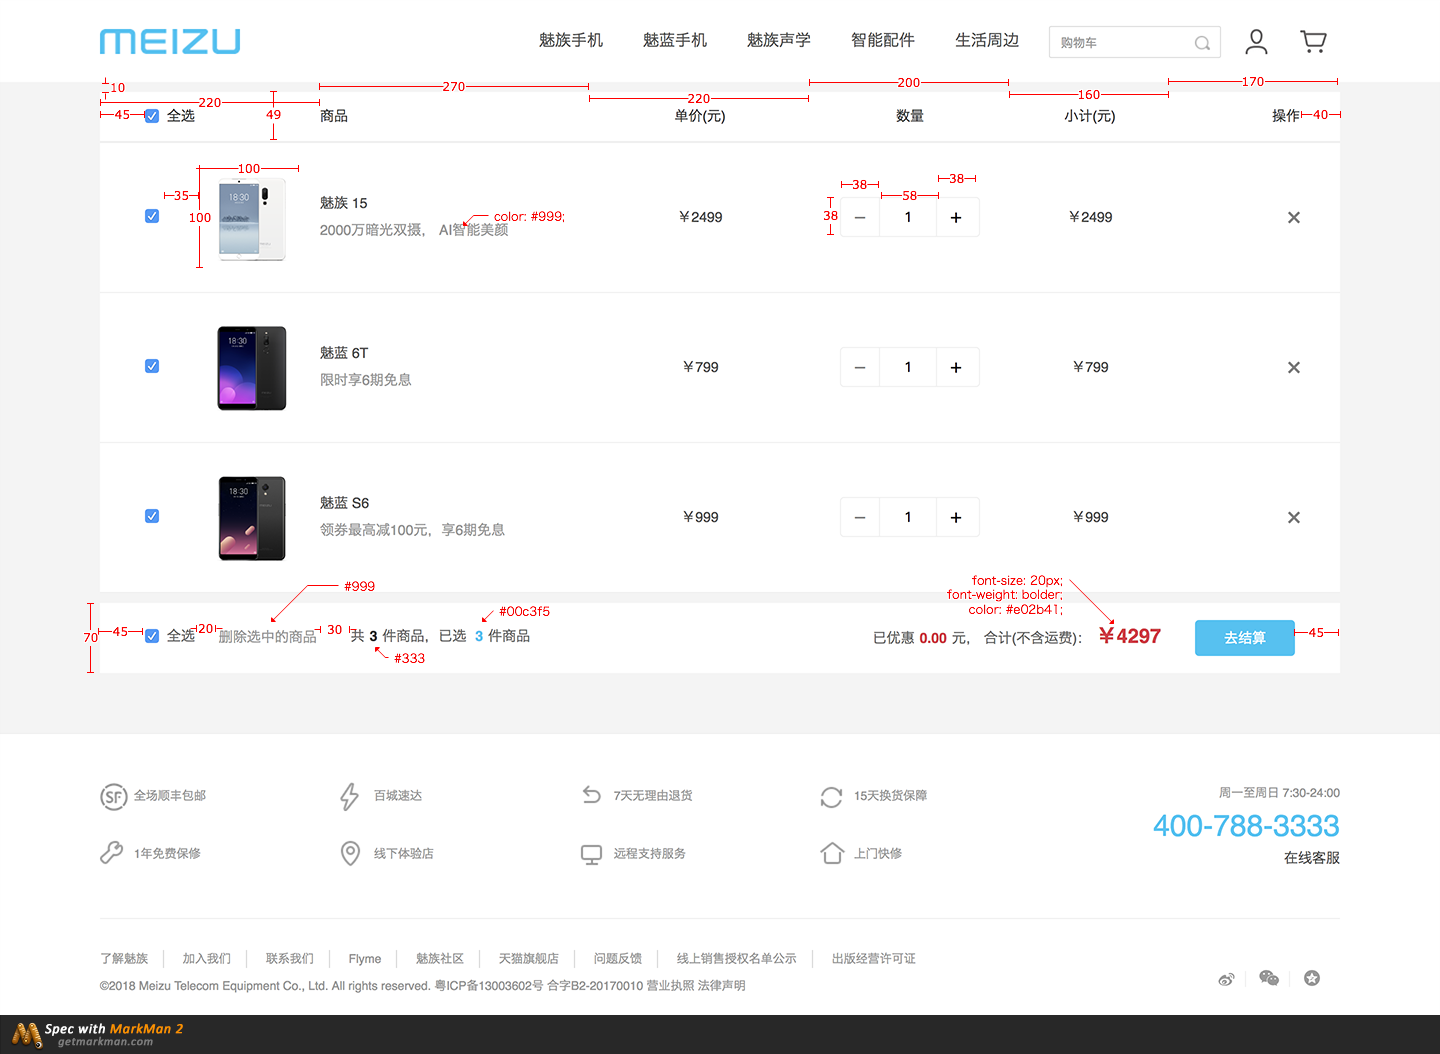 MEIZU
魅族手机 魅蓝手机 魅族声学 智能配件 生活周边 购物车
10 270 220 200 160 170
220 49 45 40
全选 商品 单价(元) 数量 小计(元) 操作
100 35 100 38 58 38 38
18:30
魅族 15
2000万暗光双摄， AI智能美颜
color: #999;
￥2499 − 1 + ￥2499 ×
18:30
魅蓝 6T
限时享6期免息
￥799 − 1 + ￥799 ×
18:30
魅蓝 S6
领券最高减100元，享6期免息
￥999 − 1 + ￥999 ×
#999
#00c3f5
font-size: 20px;
font-weight: bolder;
color: #e02b41;
70 45 20 30 45
全选 删除选中的商品 共 3 件商品，已选 3 件商品 已优惠 0.00 元， 合计(不含运费)： ￥4297 去结算
#333
SF 全场顺丰包邮 百城速达 7天无理由退货 15天换货保障
1年免费保修 线下体验店 远程支持服务 上门快修
周一至周日 7:30-24:00
400-788-3333
在线客服
了解魅族 加入我们 联系我们 Flyme 魅族社区 天猫旗舰店 问题反馈 线上销售授权名单公示 出版经营许可证
©2018 Meizu Telecom Equipment Co., Ltd. All rights reserved. 粤ICP备13003602号 合字B2-20170010 营业执照 法律声明
Spec with MarkMan 2
getmarkman.com